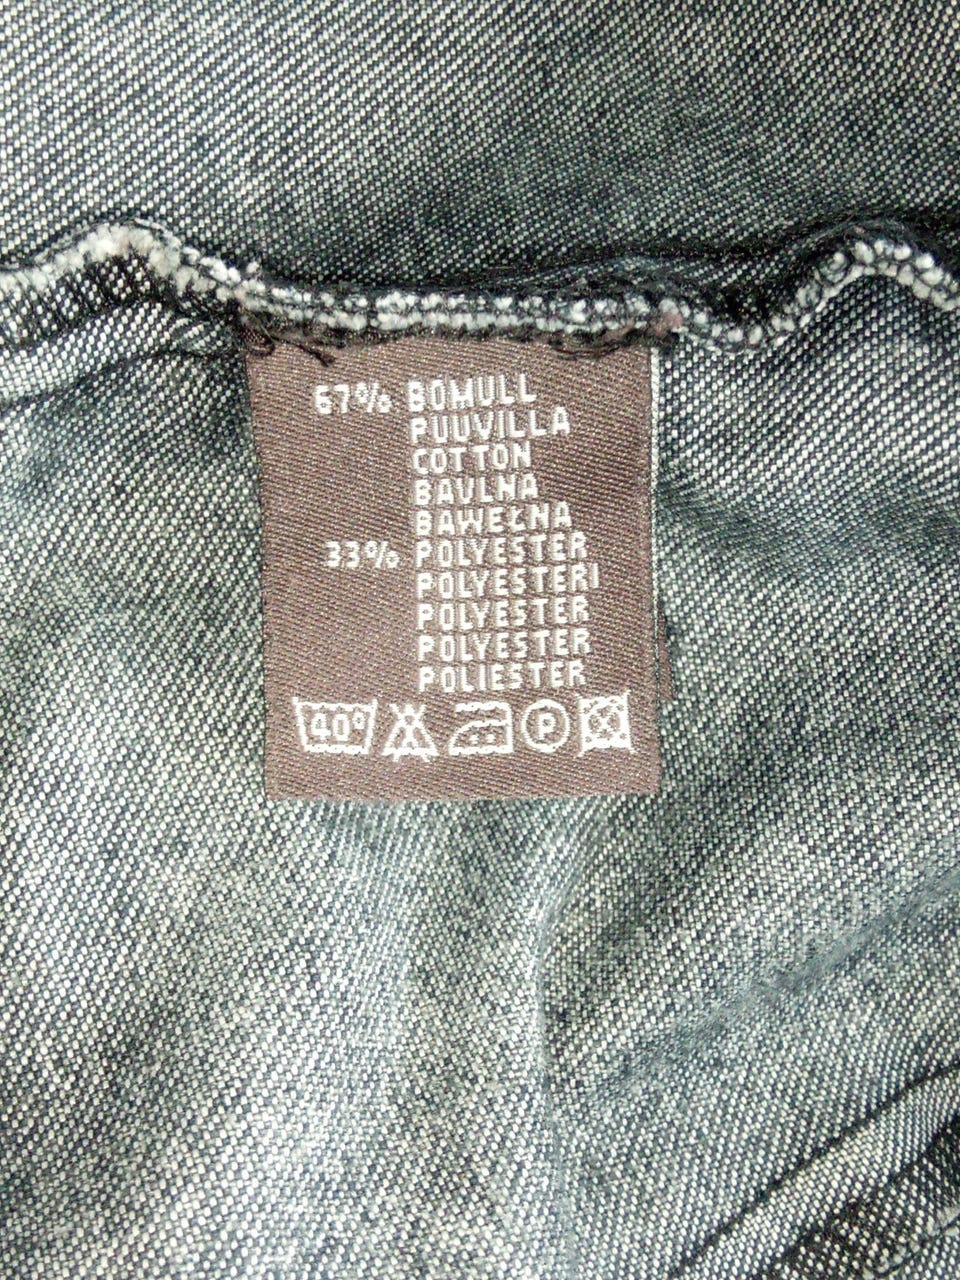 67% BOMULL
PUUVILLA
COTTON
BAVLNA
BAWEŁNA
33% POLYESTER
POLYESTERI
POLYESTER
POLYESTER
POLIESTER
40° P